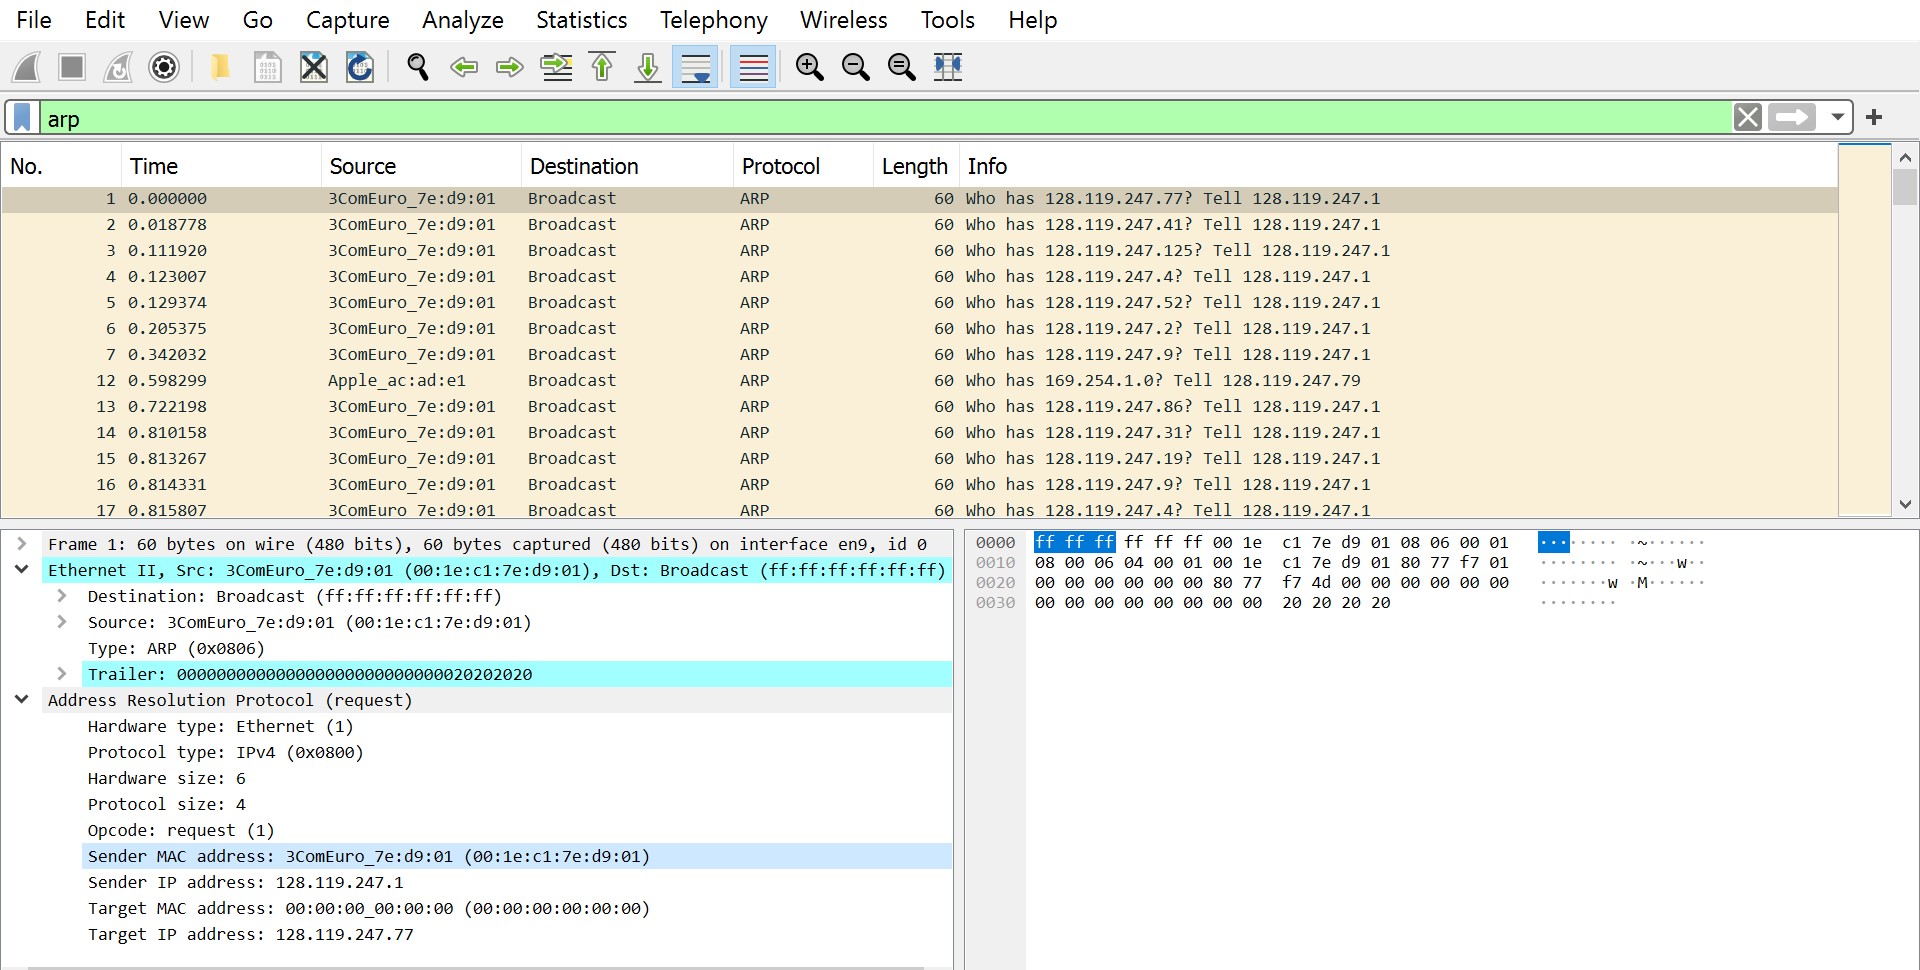 File Edit View Go Capture Analyze Statistics Telephony Wireless Tools Help
arp
No. Time Source Destination Protocol Length Info
1 0.000000 3ComEuro_7e:d9:01 Broadcast ARP 60 Who has 128.119.247.77? Tell 128.119.247.1
2 0.018778 3ComEuro_7e:d9:01 Broadcast ARP 60 Who has 128.119.247.41? Tell 128.119.247.1
3 0.111920 3ComEuro_7e:d9:01 Broadcast ARP 60 Who has 128.119.247.125? Tell 128.119.247.1
4 0.123007 3ComEuro_7e:d9:01 Broadcast ARP 60 Who has 128.119.247.4? Tell 128.119.247.1
5 0.129374 3ComEuro_7e:d9:01 Broadcast ARP 60 Who has 128.119.247.52? Tell 128.119.247.1
6 0.205375 3ComEuro_7e:d9:01 Broadcast ARP 60 Who has 128.119.247.2? Tell 128.119.247.1
7 0.342032 3ComEuro_7e:d9:01 Broadcast ARP 60 Who has 128.119.247.9? Tell 128.119.247.1
12 0.598299 Apple_ac:ad:e1 Broadcast ARP 60 Who has 169.254.1.0? Tell 128.119.247.79
13 0.722198 3ComEuro_7e:d9:01 Broadcast ARP 60 Who has 128.119.247.86? Tell 128.119.247.1
14 0.810158 3ComEuro_7e:d9:01 Broadcast ARP 60 Who has 128.119.247.31? Tell 128.119.247.1
15 0.813267 3ComEuro_7e:d9:01 Broadcast ARP 60 Who has 128.119.247.19? Tell 128.119.247.1
16 0.814331 3ComEuro_7e:d9:01 Broadcast ARP 60 Who has 128.119.247.9? Tell 128.119.247.1
17 0.815807 3ComEuro 7e:d9:01 Broadcast ARP 60 Who has 128.119.247.4? Tell 128.119.247.1
Frame 1: 60 bytes on wire (480 bits), 60 bytes captured (480 bits) on interface en9, id 0
Ethernet II, Src: 3ComEuro_7e:d9:01 (00:1e:c1:7e:d9:01), Dst: Broadcast (ff:ff:ff:ff:ff:ff)
Destination: Broadcast (ff:ff:ff:ff:ff:ff)
Source: 3ComEuro_7e:d9:01 (00:1e:c1:7e:d9:01)
Type: ARP (0x0806)
Trailer: 000000000000000000000000000020202020
Address Resolution Protocol (request)
Hardware type: Ethernet (1)
Protocol type: IPv4 (0x0800)
Hardware size: 6
Protocol size: 4
Opcode: request (1)
Sender MAC address: 3ComEuro_7e:d9:01 (00:1e:c1:7e:d9:01)
Sender IP address: 128.119.247.1
Target MAC address: 00:00:00_00:00:00 (00:00:00:00:00:00)
Target IP address: 128.119.247.77
0000 ff ff ff ff ff ff 00 1e c1 7e d9 01 08 06 00 01 ········ ·~······
0010 08 00 06 04 00 01 00 1e c1 7e d9 01 80 77 f7 01 ········ ·~···w··
0020 00 00 00 00 00 00 80 77 f7 4d 00 00 00 00 00 00 ·······w ·M······
0030 00 00 00 00 00 00 00 00 20 20 20 20 ········